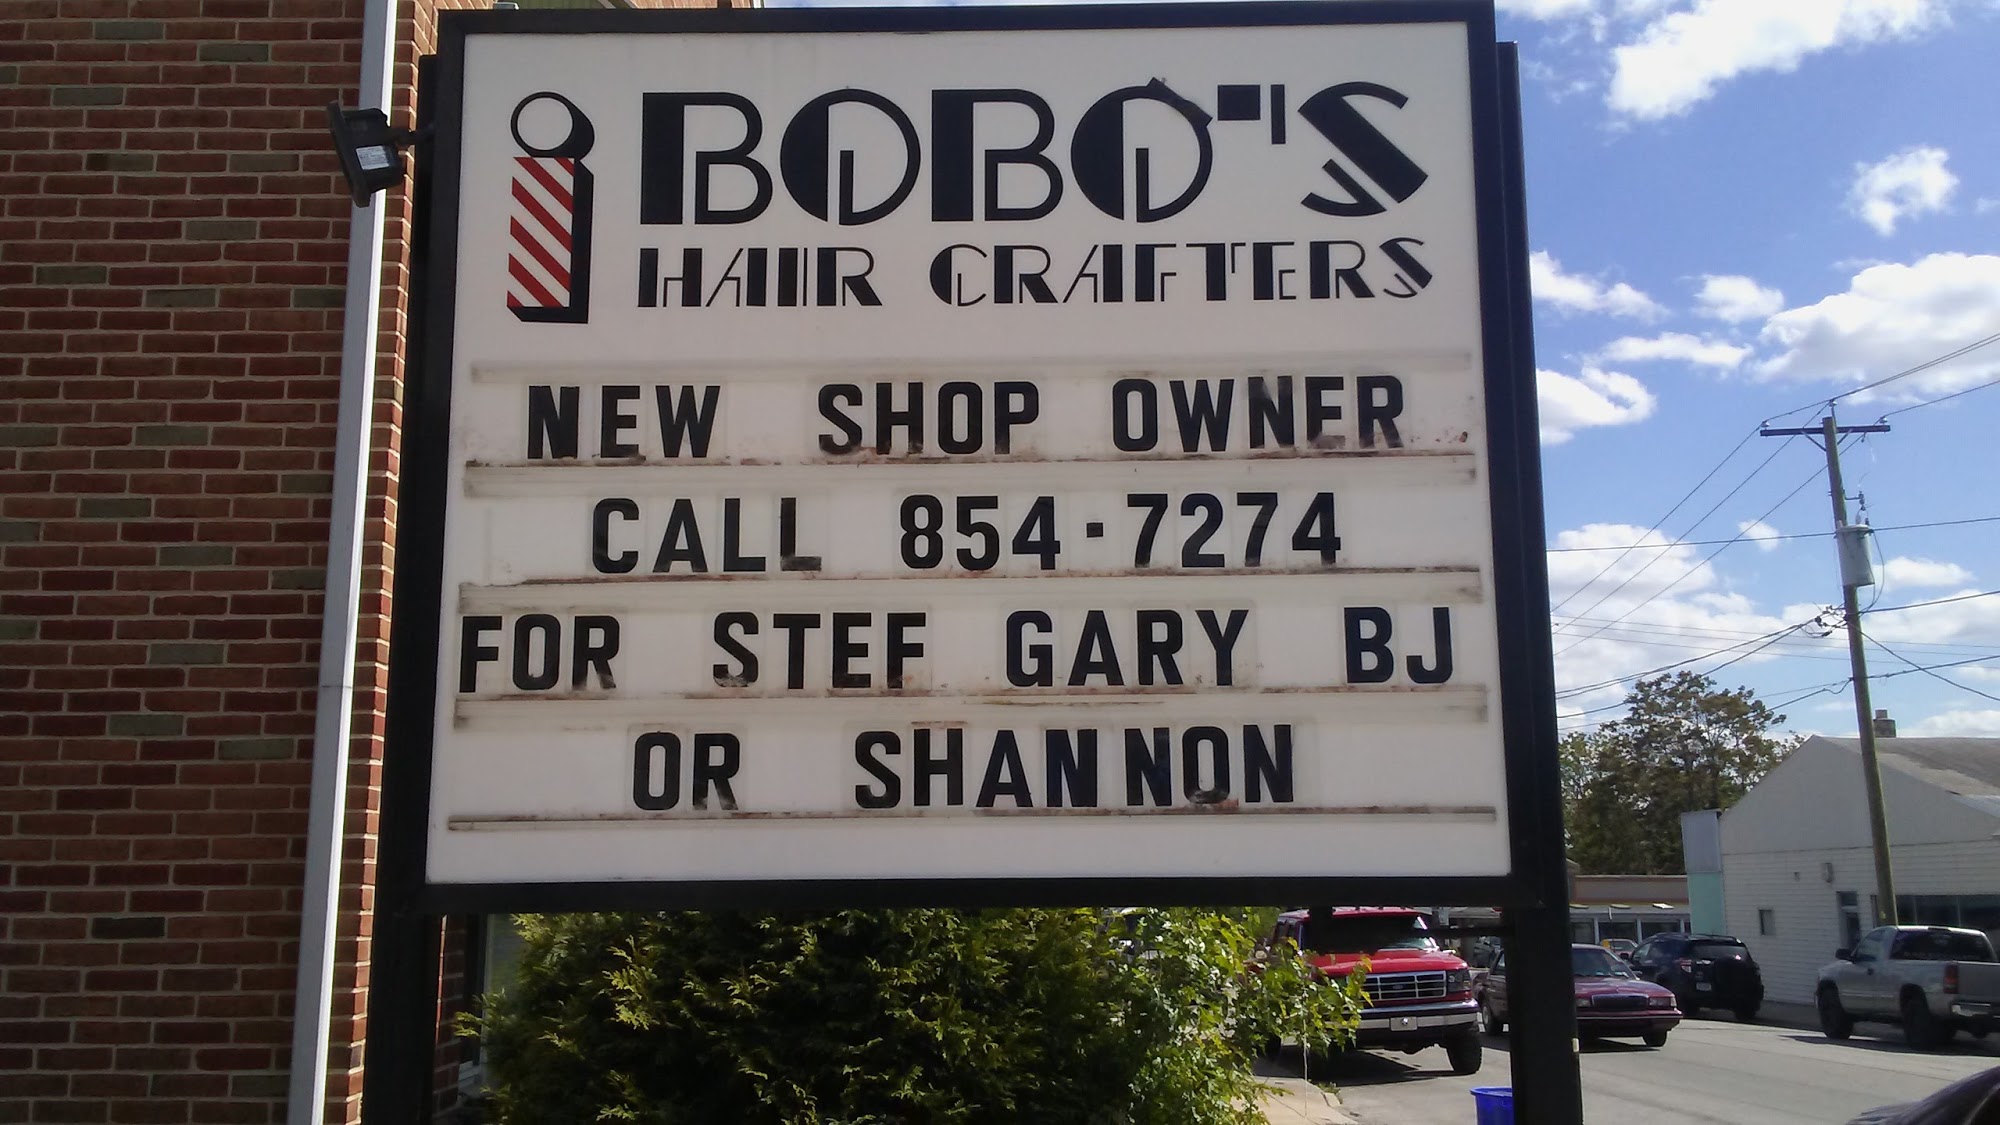 BOBO'S
HAIR CRAFTERS
NEW SHOP OWNER
CALL 854-7274
FOR STEF GARY BJ
OR SHANNON